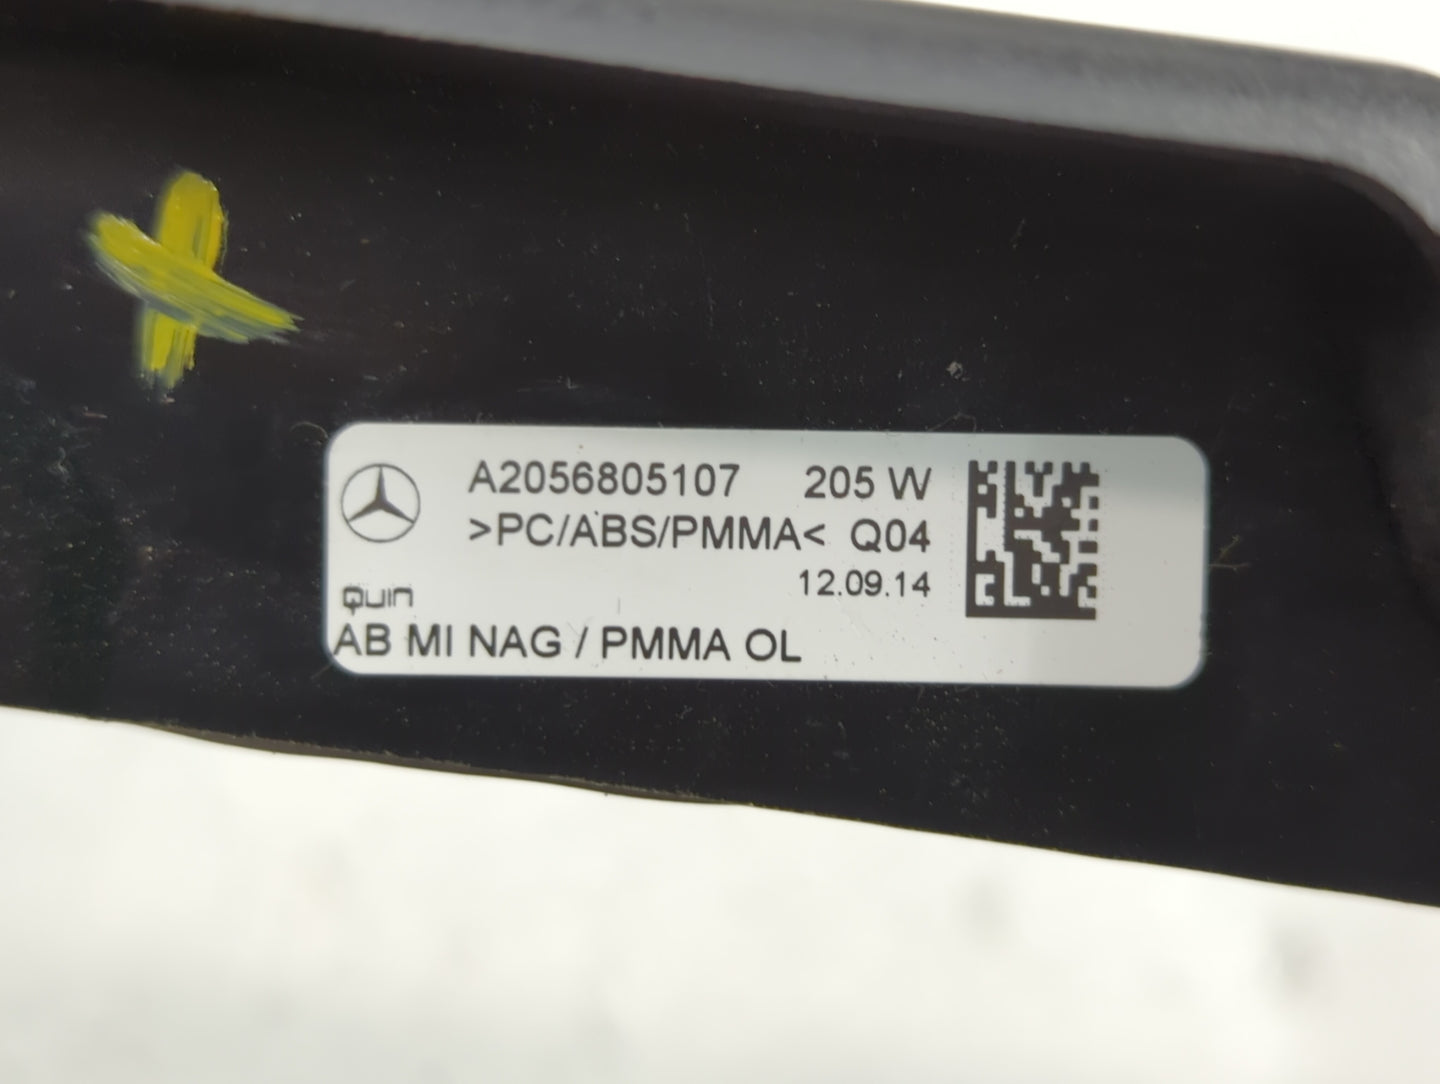 A2056805107 205 W
>PC/ABS/PMMA< Q04
12.09.14
QUIN
AB MI NAG / PMMA OL